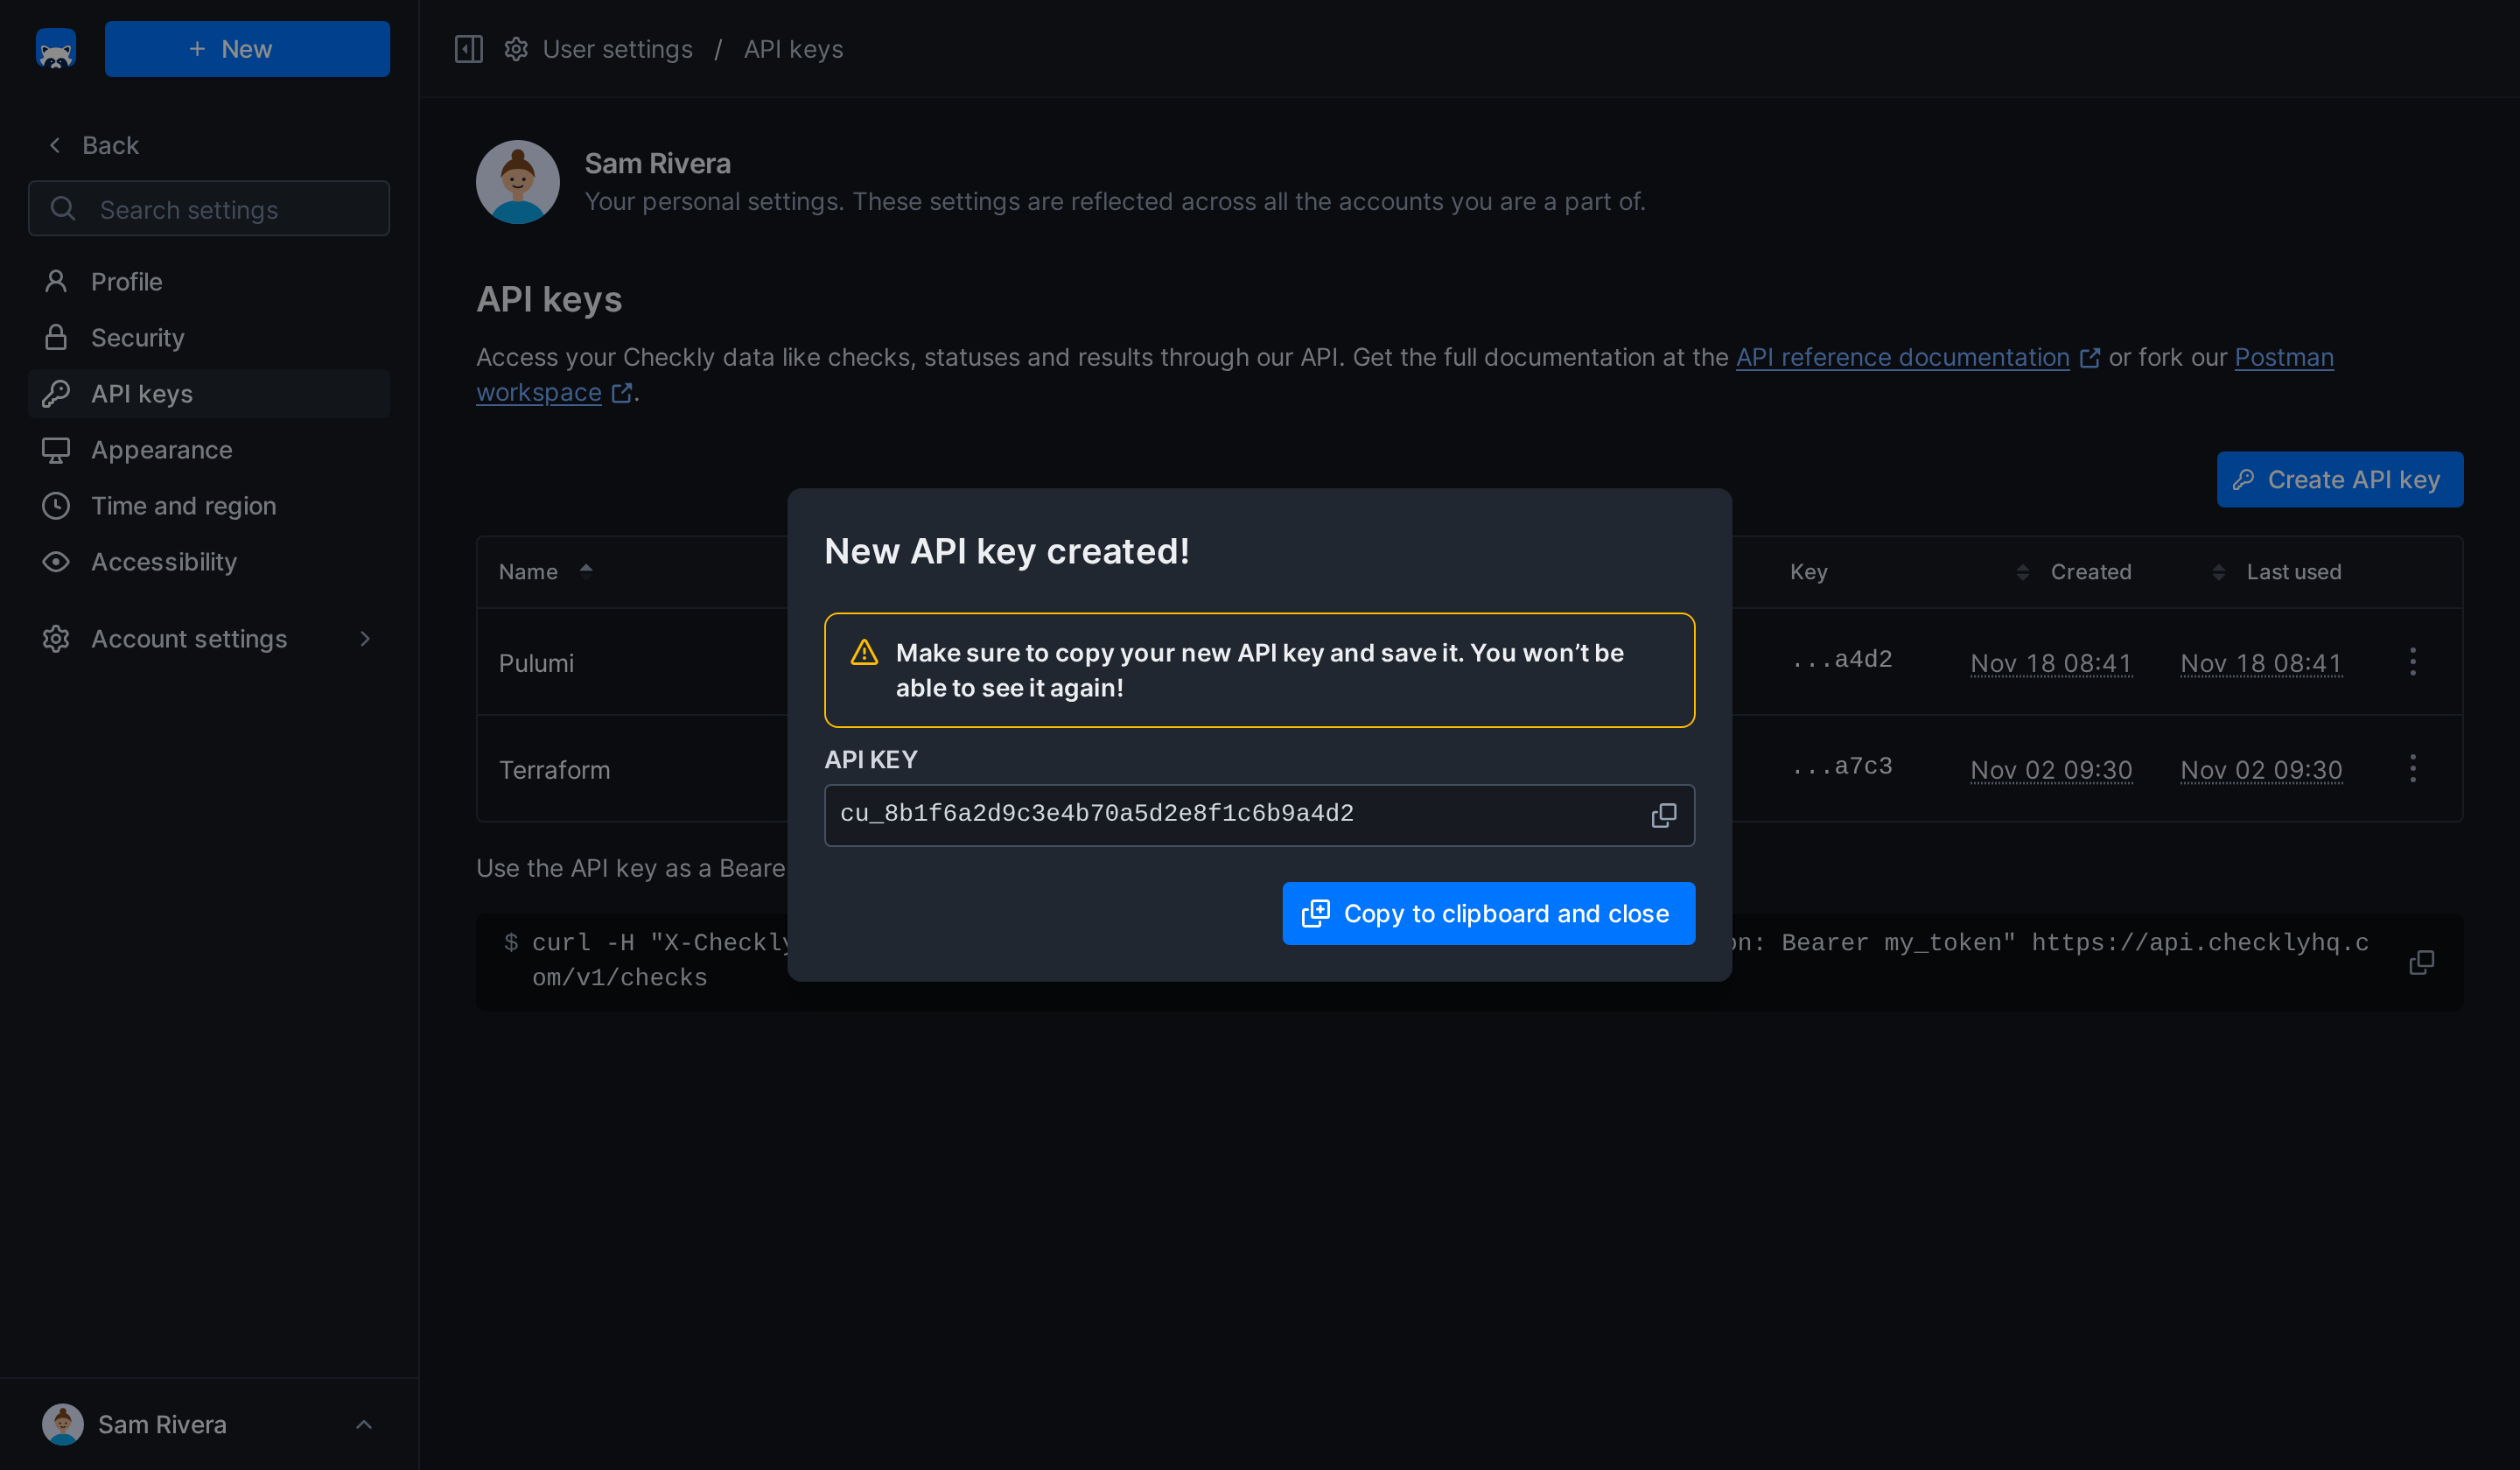 + New
User settings / API keys
Back
Search settings
Profile
Security
API keys
Appearance
Time and region
Accessibility
Account settings
Sam Rivera
Sam Rivera
Your personal settings. These settings are reflected across all the accounts you are a part of.
API keys
Access your Checkly data like checks, statuses and results through our API. Get the full documentation at the API reference documentation or fork our Postman
workspace .
Create API key
Name Key Created Last used
Pulumi ...a4d2 Nov 18 08:41 Nov 18 08:41
Terraform ...a7c3 Nov 02 09:30 Nov 02 09:30
Use the API key as a
$ curl -H "X-Checkly Bearer my_token" https://api.checklyhq.c
om/v1/checks
New API key created!
Make sure to copy your new API key and save it. You won’t be
able to see it again!
API KEY
cu_8b1f6a2d9c3e4b70a5d2e8f1c6b9a4d2
Copy to clipboard and close